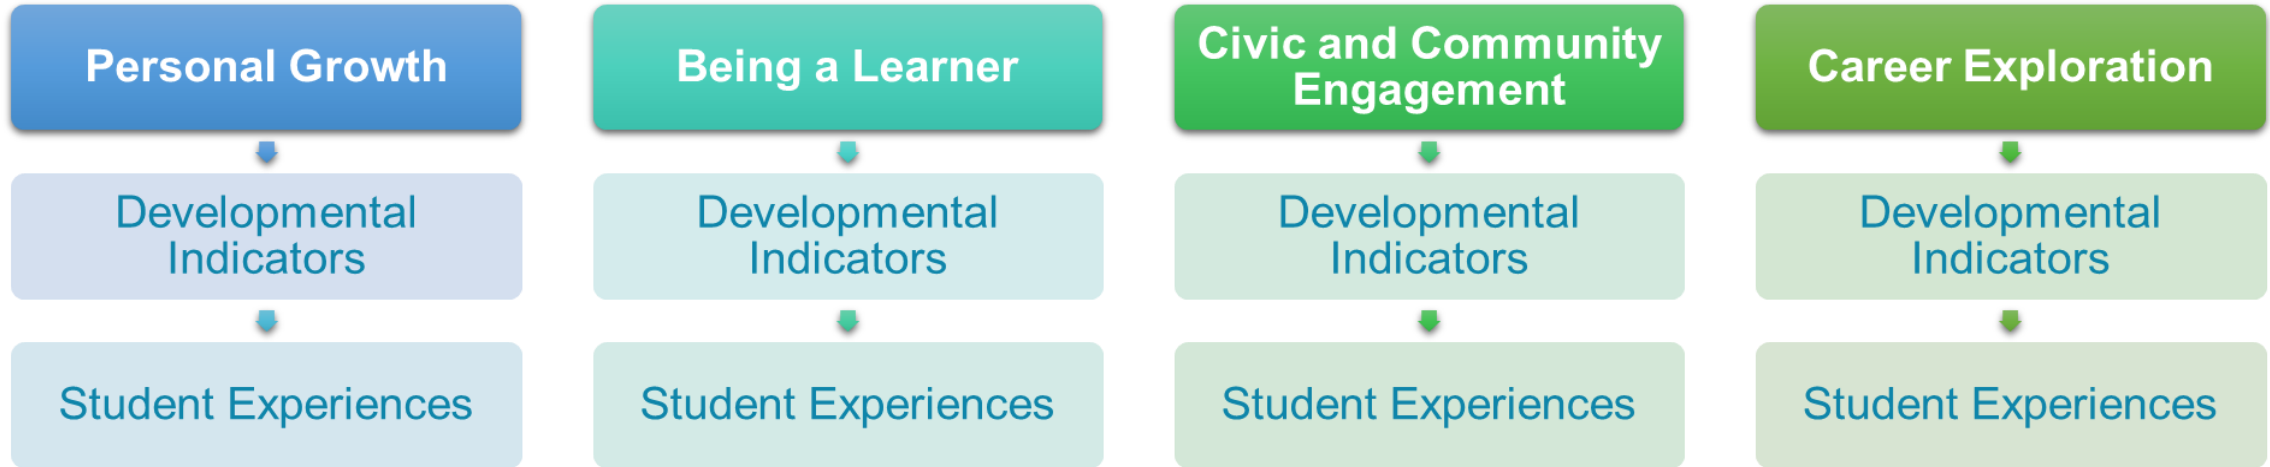 Personal Growth
Developmental
Indicators
Student Experiences
Being a Learner
Developmental
Indicators
Student Experiences
Civic and Community
Engagement
Developmental
Indicators
Student Experiences
Career Exploration
Developmental
Indicators
Student Experiences